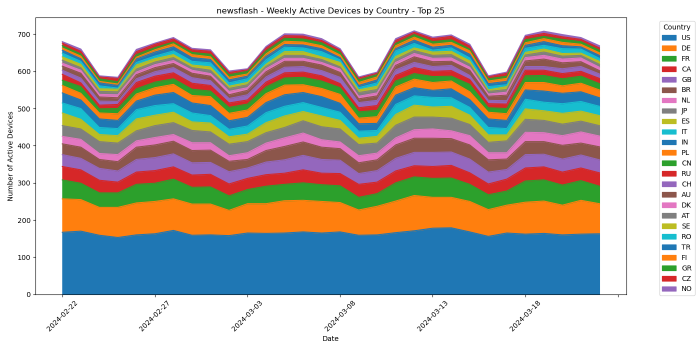 newsflash - Weekly Active Devices by Country - Top 25
Number of Active Devices
700
600
500
400
300
200
100
0
2024-02-22
2024-02-27
2024-03-03
2024-03-08
2024-03-13
2024-03-18
Date
Country
US
DE
FR
CA
GB
BR
NL
JP
ES
IT
IN
PL
CN
RU
CH
AU
DK
AT
SE
RO
TR
FI
GR
CZ
NO